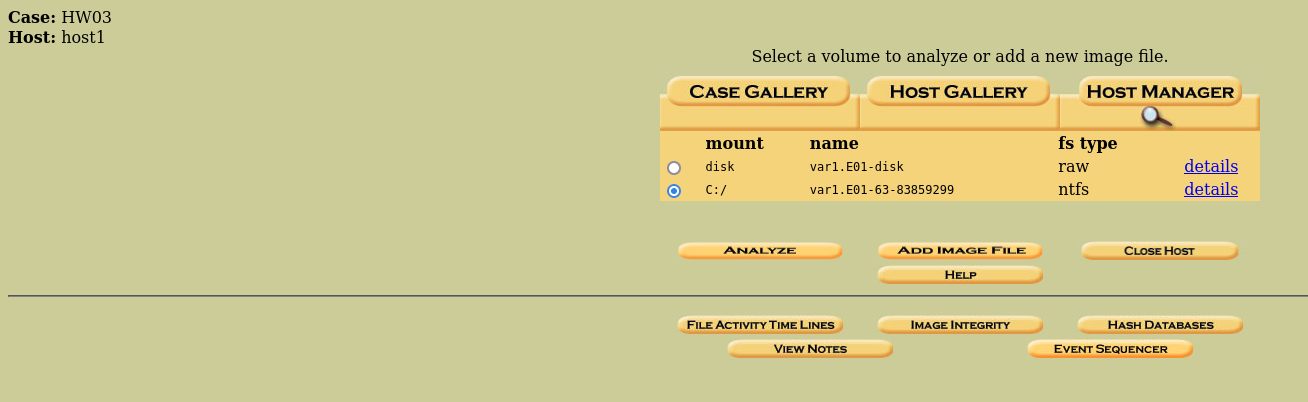 Case: HW03
Host: host1
Select a volume to analyze or add a new image file.
CASE GALLERY HOST GALLERY HOST MANAGER
mount name fs type
disk var1.E01-disk raw details
C:/ var1.E01-63-83859299 ntfs details
ANALYZE ADD IMAGE FILE CLOSE HOST
HELP
FILE ACTIVITY TIME LINES IMAGE INTEGRITY HASH DATABASES
VIEW NOTES EVENT SEQUENCER